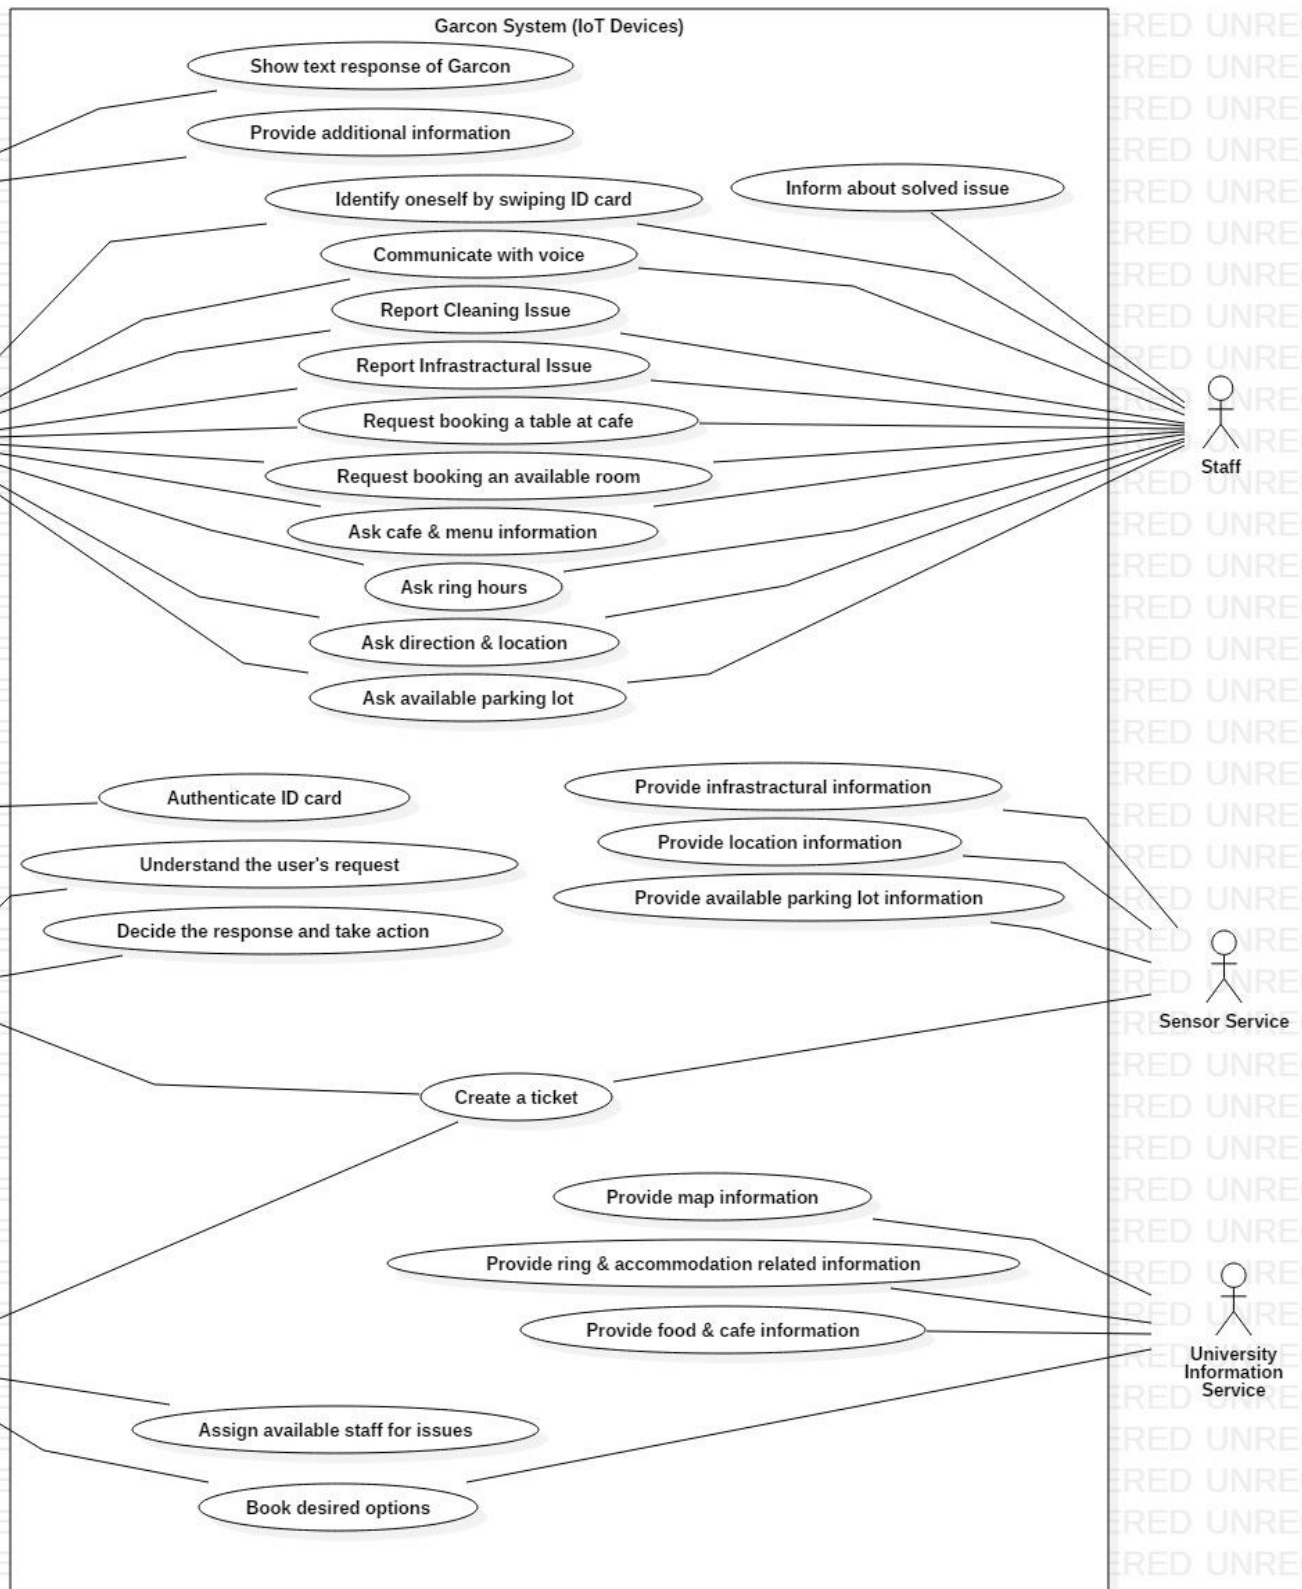 Garcon System (IoT Devices)
Show text response of Garcon
Provide additional information
Identify oneself by swiping ID card
Inform about solved issue
Communicate with voice
Report Cleaning Issue
Report Infrastractural Issue
Request booking a table at cafe
Request booking an available room
Staff
Ask cafe & menu information
Ask ring hours
Ask direction & location
Ask available parking lot
Authenticate ID card
Provide infrastractural information
Understand the user's request
Provide location information
Provide available parking lot information
Decide the response and take action
Sensor Service
Create a ticket
Provide map information
Provide ring & accommodation related information
Provide food & cafe information
University
Information
Service
Assign available staff for issues
Book desired options